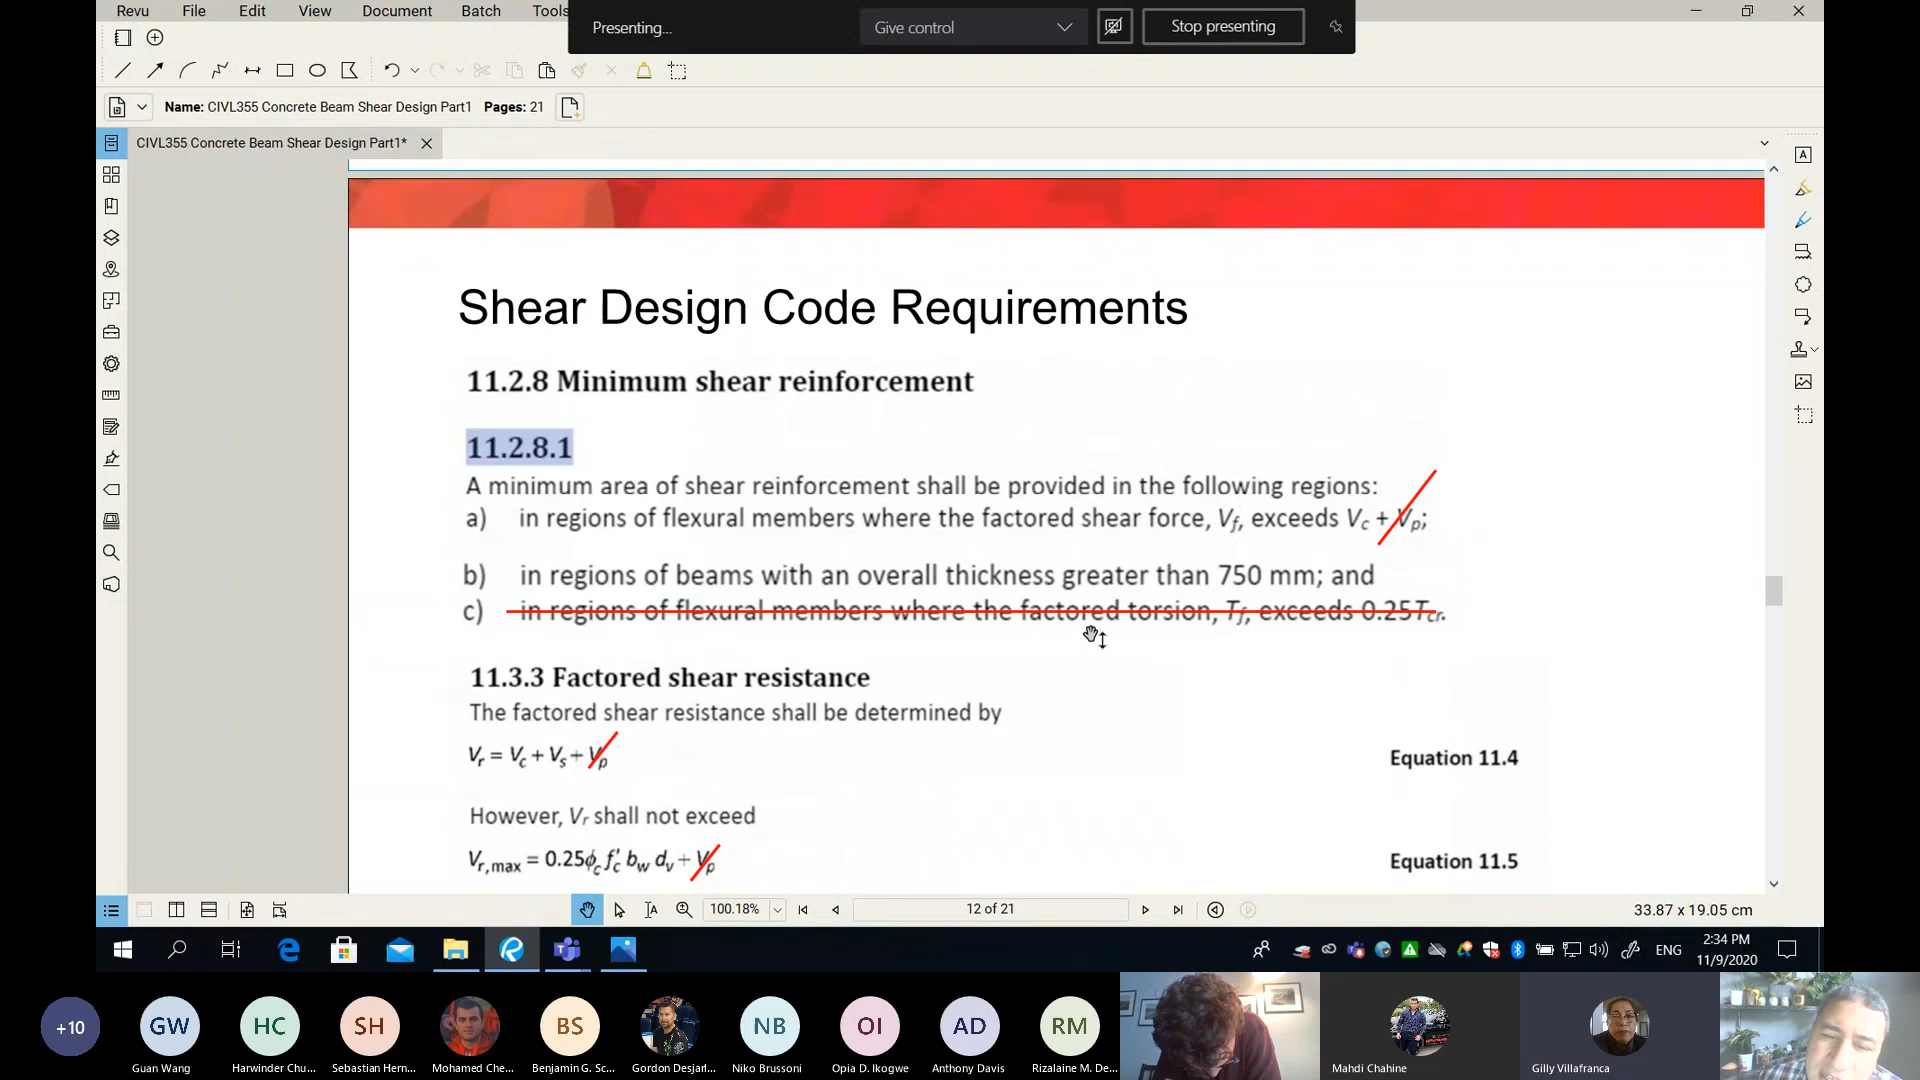 Revu File Edit View Document Batch Tools
Presenting... Give control Stop presenting
Name: CIVL355 Concrete Beam Shear Design Part1 Pages: 21
CIVL355 Concrete Beam Shear Design Part1*
Shear Design Code Requirements
11.2.8 Minimum shear reinforcement
11.2.8.1
A minimum area of shear reinforcement shall be provided in the following regions:
a) in regions of flexural members where the factored shear force, Vf, exceeds Vc + Vp;
b) in regions of beams with an overall thickness greater than 750 mm; and
c) in regions of flexural members where the factored torsion, Tf, exceeds 0.25Tcr.
11.3.3 Factored shear resistance
The factored shear resistance shall be determined by
Vr = Vc + Vs + Vp Equation 11.4
However, Vr shall not exceed
Vr,max = 0.25ϕc f'c bw dv + Vp Equation 11.5
100.18% 12 of 21 33.87 x 19.05 cm
ENG 2:34 PM
11/9/2020
+10 GW HC SH BS NB OI AD RM
Guan Wang Harwinder Chu... Sebastian Hern... Mohamed Che... Benjamin G. Sc... Gordon Desjarl... Niko Brussoni Opia D. Ikogwe Anthony Davis Rizalaine M. De... Mahdi Chahine Gilly Villafranca